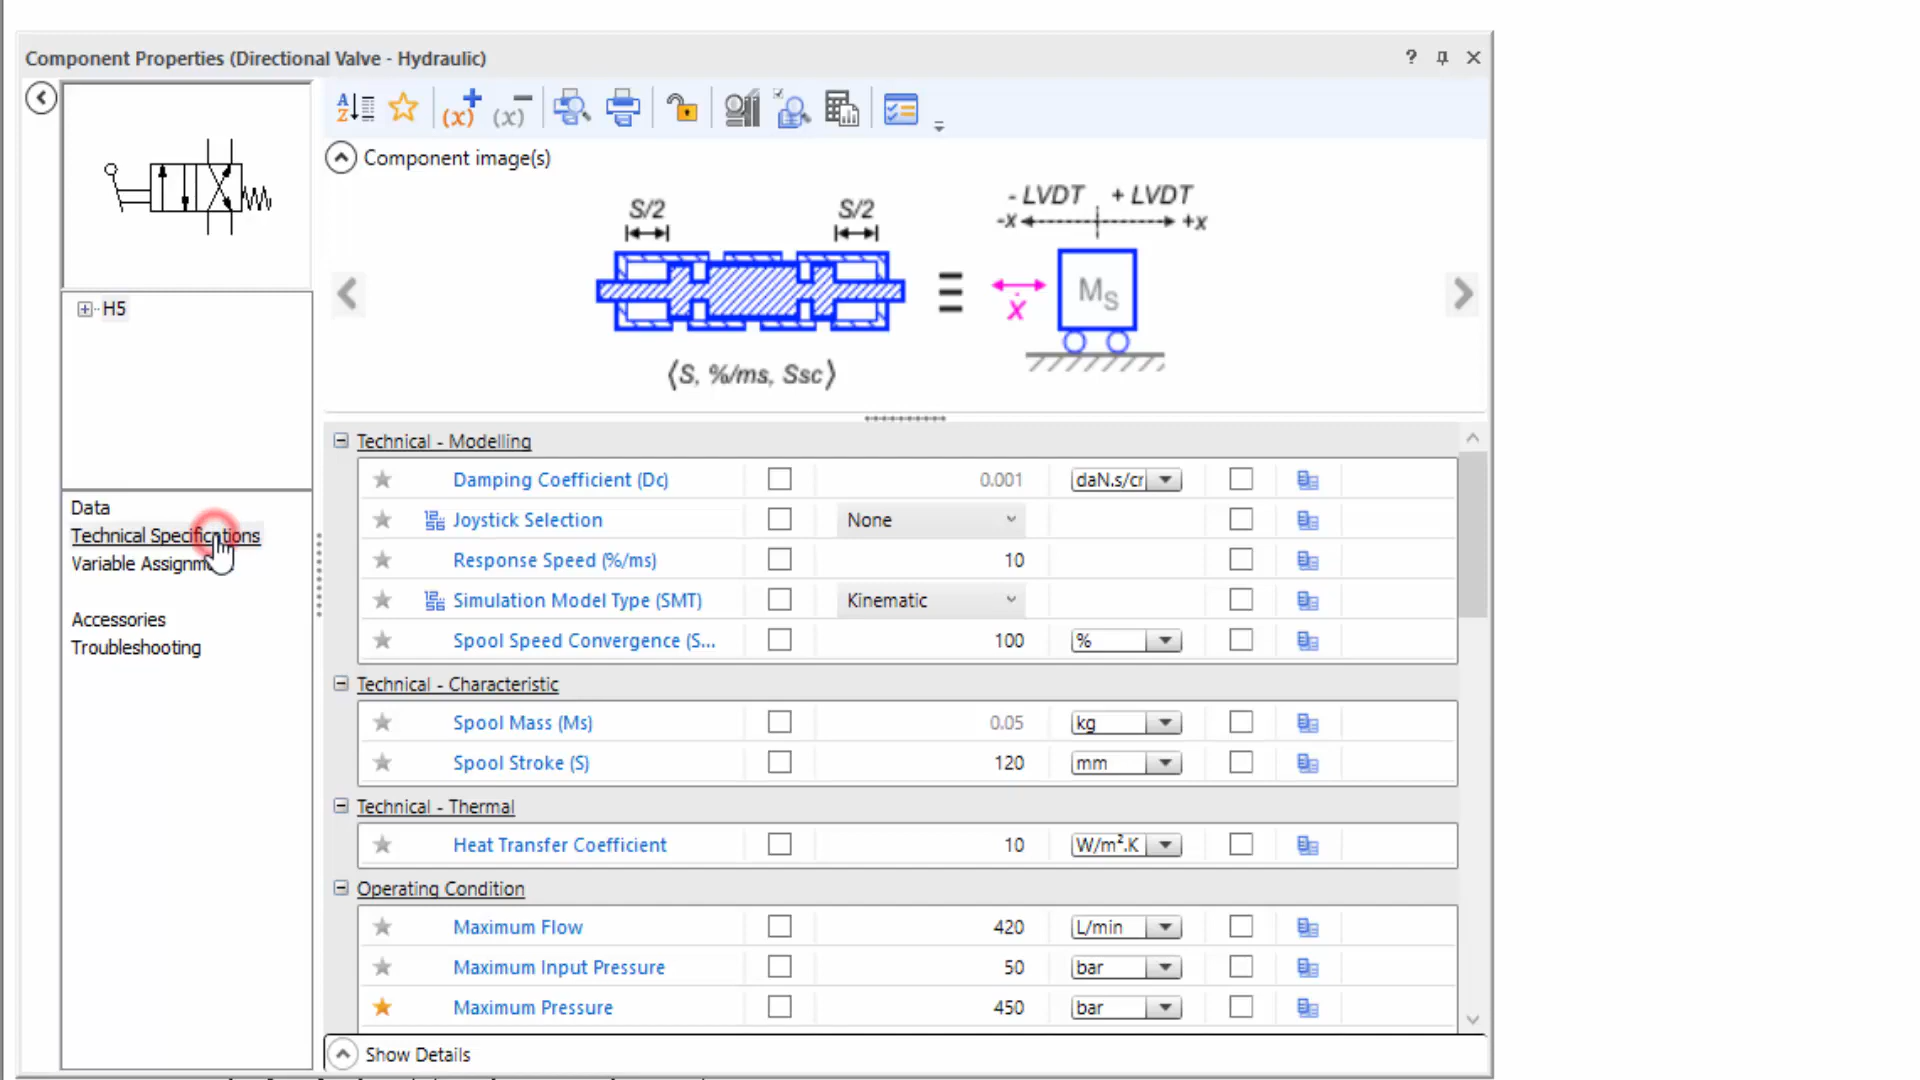 Component Properties (Directional Valve - Hydraulic)
?
Component image(s)
S/2 S/2
- LVDT + LVDT
-x +x
ẋ
MS
⟨S, %/ms, Ssc⟩
H5
Data
Technical Specifications
Variable Assignm
Accessories
Troubleshooting
Technical - Modelling
Damping Coefficient (Dc) 0.001 daN.s/cr
Joystick Selection None
Response Speed (%/ms) 10
Simulation Model Type (SMT) Kinematic
Spool Speed Convergence (S... 100 %
Technical - Characteristic
Spool Mass (Ms) 0.05 kg
Spool Stroke (S) 120 mm
Technical - Thermal
Heat Transfer Coefficient 10 W/m².K
Operating Condition
Maximum Flow 420 L/min
Maximum Input Pressure 50 bar
Maximum Pressure 450 bar
Show Details